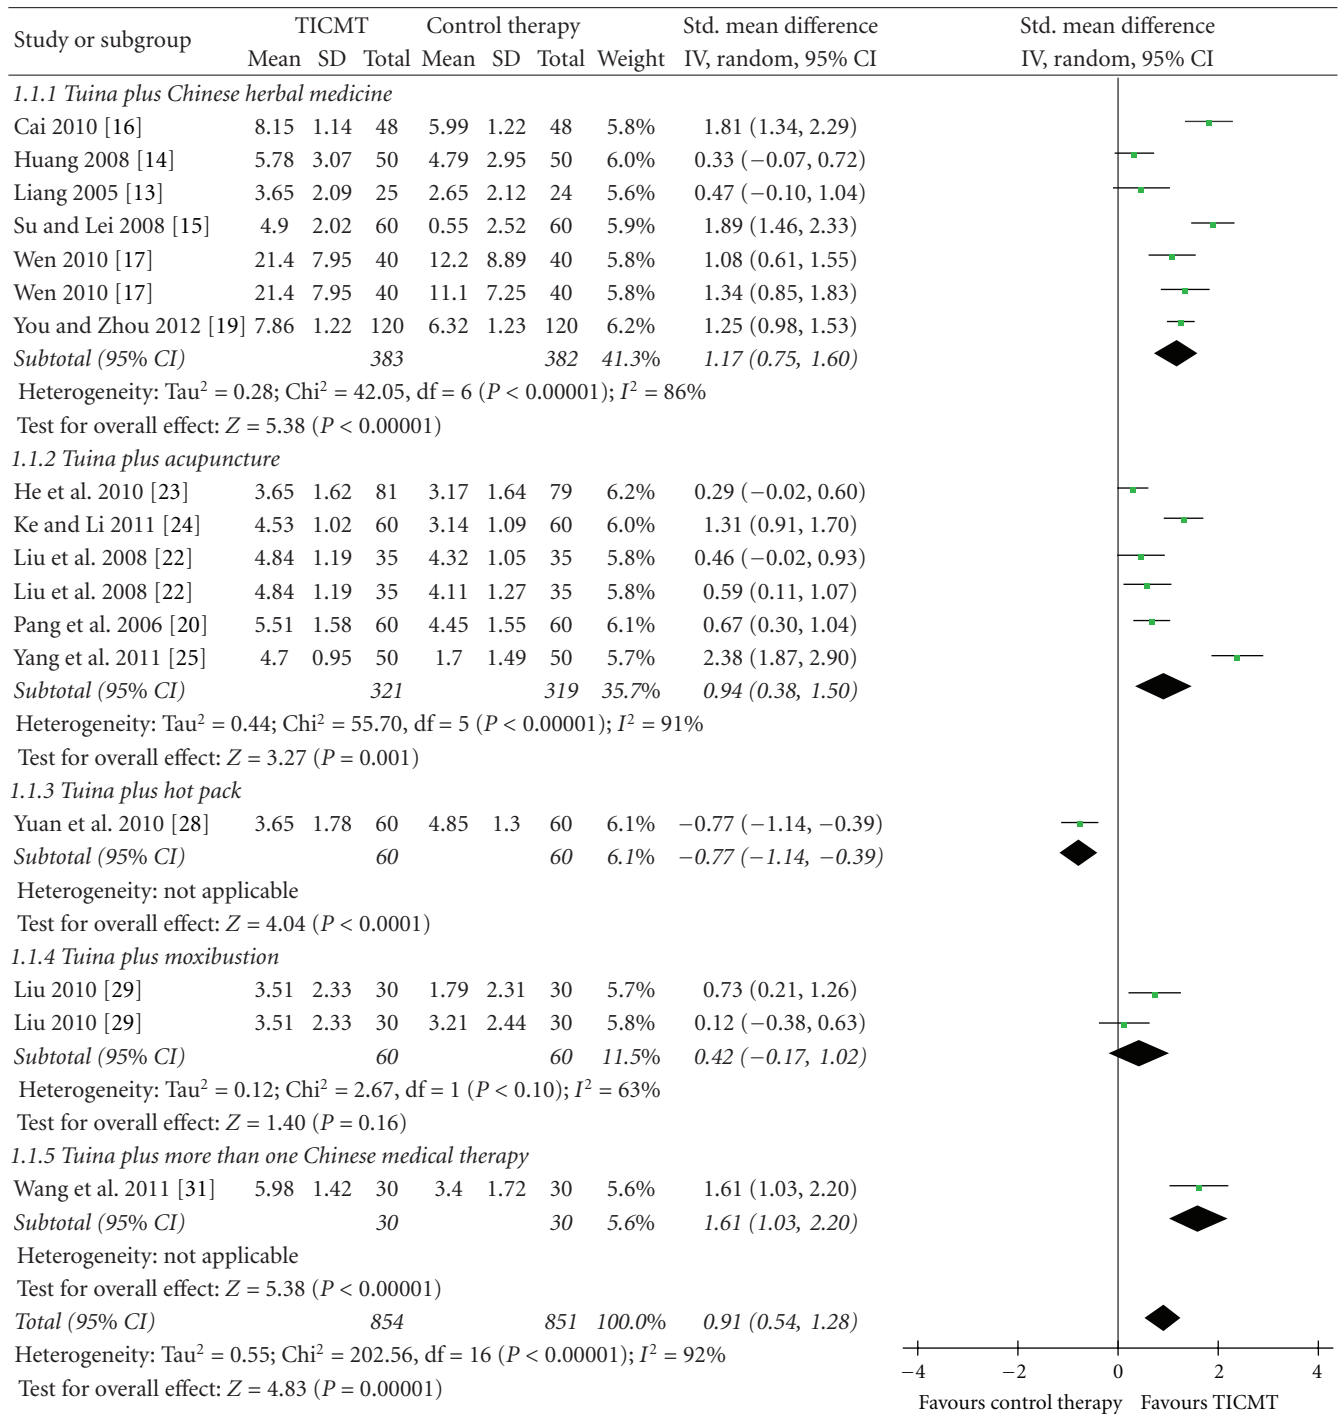 Study or subgroup TICMT Control therapy Std. mean difference Std. mean difference
Mean SD Total Mean SD Total Weight IV, random, 95% CI IV, random, 95% CI
1.1.1 Tuina plus Chinese herbal medicine
Cai 2010 [16] 8.15 1.14 48 5.99 1.22 48 5.8% 1.81 (1.34, 2.29)
Huang 2008 [14] 5.78 3.07 50 4.79 2.95 50 6.0% 0.33 (−0.07, 0.72)
Liang 2005 [13] 3.65 2.09 25 2.65 2.12 24 5.6% 0.47 (−0.10, 1.04)
Su and Lei 2008 [15] 4.9 2.02 60 0.55 2.52 60 5.9% 1.89 (1.46, 2.33)
Wen 2010 [17] 21.4 7.95 40 12.2 8.89 40 5.8% 1.08 (0.61, 1.55)
Wen 2010 [17] 21.4 7.95 40 11.1 7.25 40 5.8% 1.34 (0.85, 1.83)
You and Zhou 2012 [19] 7.86 1.22 120 6.32 1.23 120 6.2% 1.25 (0.98, 1.53)
Subtotal (95% CI) 383 382 41.3% 1.17 (0.75, 1.60)
Heterogeneity: Tau² = 0.28; Chi² = 42.05, df = 6 (P < 0.00001); I² = 86%
Test for overall effect: Z = 5.38 (P < 0.00001)
1.1.2 Tuina plus acupuncture
He et al. 2010 [23] 3.65 1.62 81 3.17 1.64 79 6.2% 0.29 (−0.02, 0.60)
Ke and Li 2011 [24] 4.53 1.02 60 3.14 1.09 60 6.0% 1.31 (0.91, 1.70)
Liu et al. 2008 [22] 4.84 1.19 35 4.32 1.05 35 5.8% 0.46 (−0.02, 0.93)
Liu et al. 2008 [22] 4.84 1.19 35 4.11 1.27 35 5.8% 0.59 (0.11, 1.07)
Pang et al. 2006 [20] 5.51 1.58 60 4.45 1.55 60 6.1% 0.67 (0.30, 1.04)
Yang et al. 2011 [25] 4.7 0.95 50 1.7 1.49 50 5.7% 2.38 (1.87, 2.90)
Subtotal (95% CI) 321 319 35.7% 0.94 (0.38, 1.50)
Heterogeneity: Tau² = 0.44; Chi² = 55.70, df = 5 (P < 0.00001); I² = 91%
Test for overall effect: Z = 3.27 (P = 0.001)
1.1.3 Tuina plus hot pack
Yuan et al. 2010 [28] 3.65 1.78 60 4.85 1.3 60 6.1% −0.77 (−1.14, −0.39)
Subtotal (95% CI) 60 60 6.1% −0.77 (−1.14, −0.39)
Heterogeneity: not applicable
Test for overall effect: Z = 4.04 (P < 0.0001)
1.1.4 Tuina plus moxibustion
Liu 2010 [29] 3.51 2.33 30 1.79 2.31 30 5.7% 0.73 (0.21, 1.26)
Liu 2010 [29] 3.51 2.33 30 3.21 2.44 30 5.8% 0.12 (−0.38, 0.63)
Subtotal (95% CI) 60 60 11.5% 0.42 (−0.17, 1.02)
Heterogeneity: Tau² = 0.12; Chi² = 2.67, df = 1 (P < 0.10); I² = 63%
Test for overall effect: Z = 1.40 (P = 0.16)
1.1.5 Tuina plus more than one Chinese medical therapy
Wang et al. 2011 [31] 5.98 1.42 30 3.4 1.72 30 5.6% 1.61 (1.03, 2.20)
Subtotal (95% CI) 30 30 5.6% 1.61 (1.03, 2.20)
Heterogeneity: not applicable
Test for overall effect: Z = 5.38 (P < 0.00001)
Total (95% CI) 854 851 100.0% 0.91 (0.54, 1.28)
Heterogeneity: Tau² = 0.55; Chi² = 202.56, df = 16 (P < 0.00001); I² = 92%
Test for overall effect: Z = 4.83 (P = 0.00001)
−4 −2 0 2 4
Favours control therapy Favours TICMT